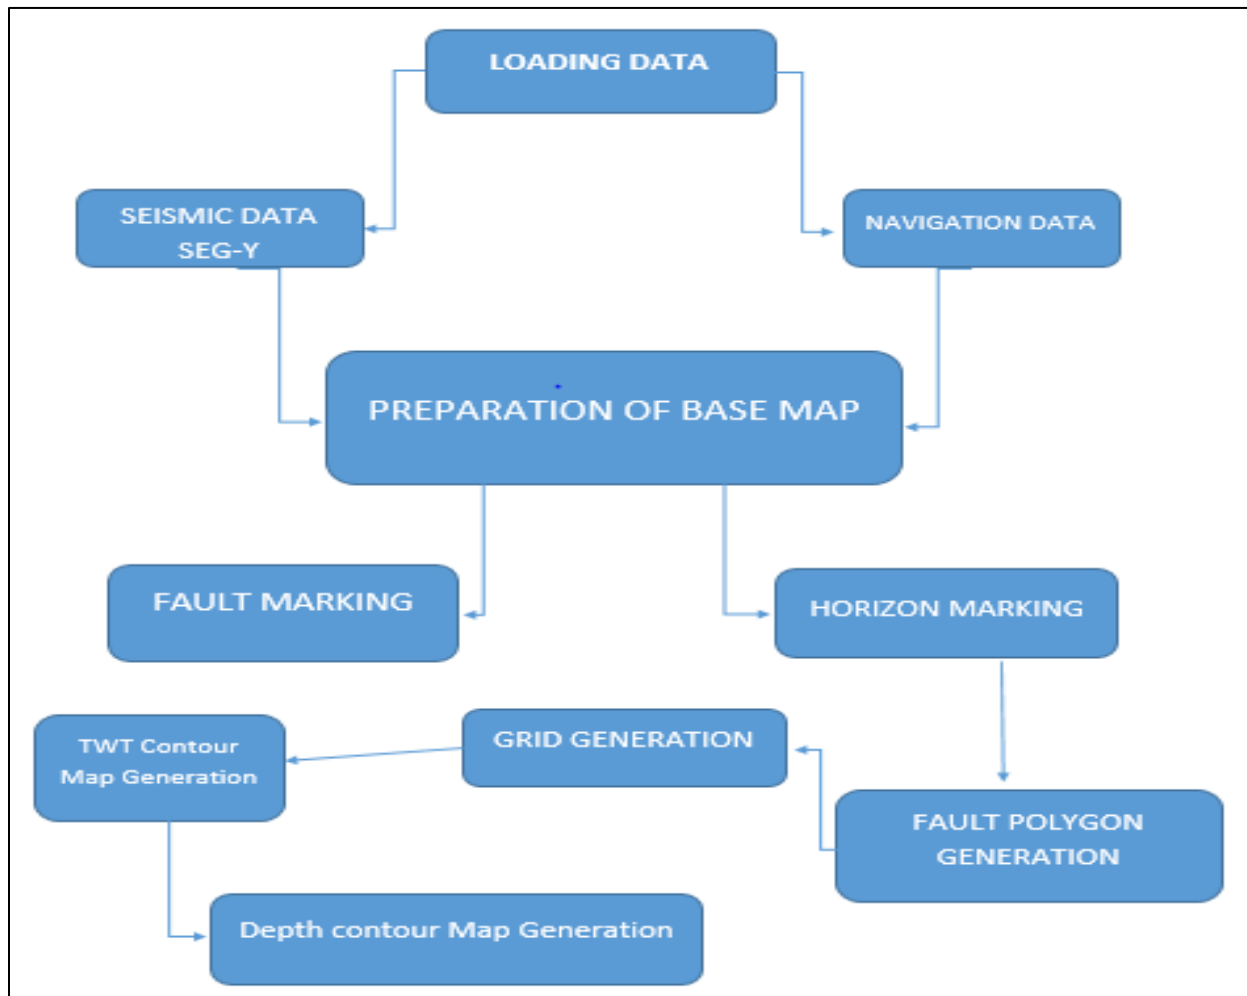 LOADING DATA
SEISMIC DATA
SEG-Y
NAVIGATION DATA
PREPARATION OF BASE MAP
FAULT MARKING
HORIZON MARKING
TWT Contour
Map Generation
GRID GENERATION
FAULT POLYGON
GENERATION
Depth contour Map Generation